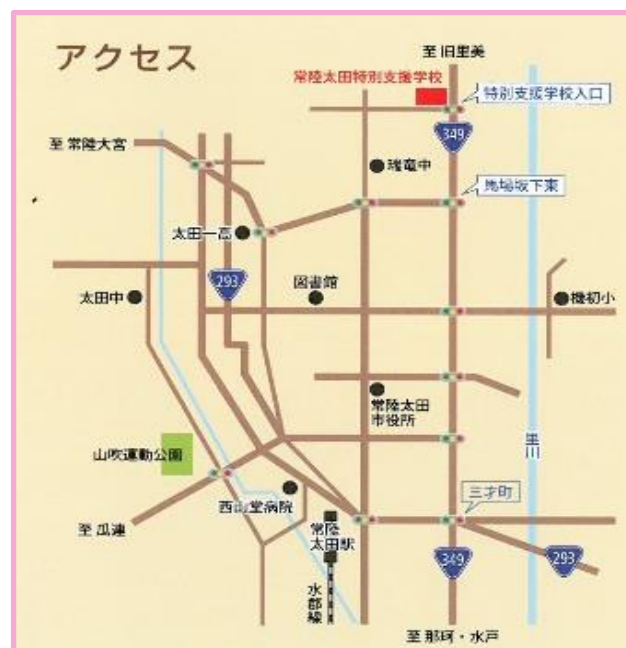 アクセス
至 旧里美
常陸太田特別支援学校
特別支援学校入口
349
至 常陸大宮
瑞竜中
馬場坂下東
太田一高
293
図書館
太田中
機初小
常陸太田
市役所
里川
山吹運動公園
三才町
西山堂病院
至 瓜連
常陸
太田駅
349
293
水郡線
至 那珂・水戸